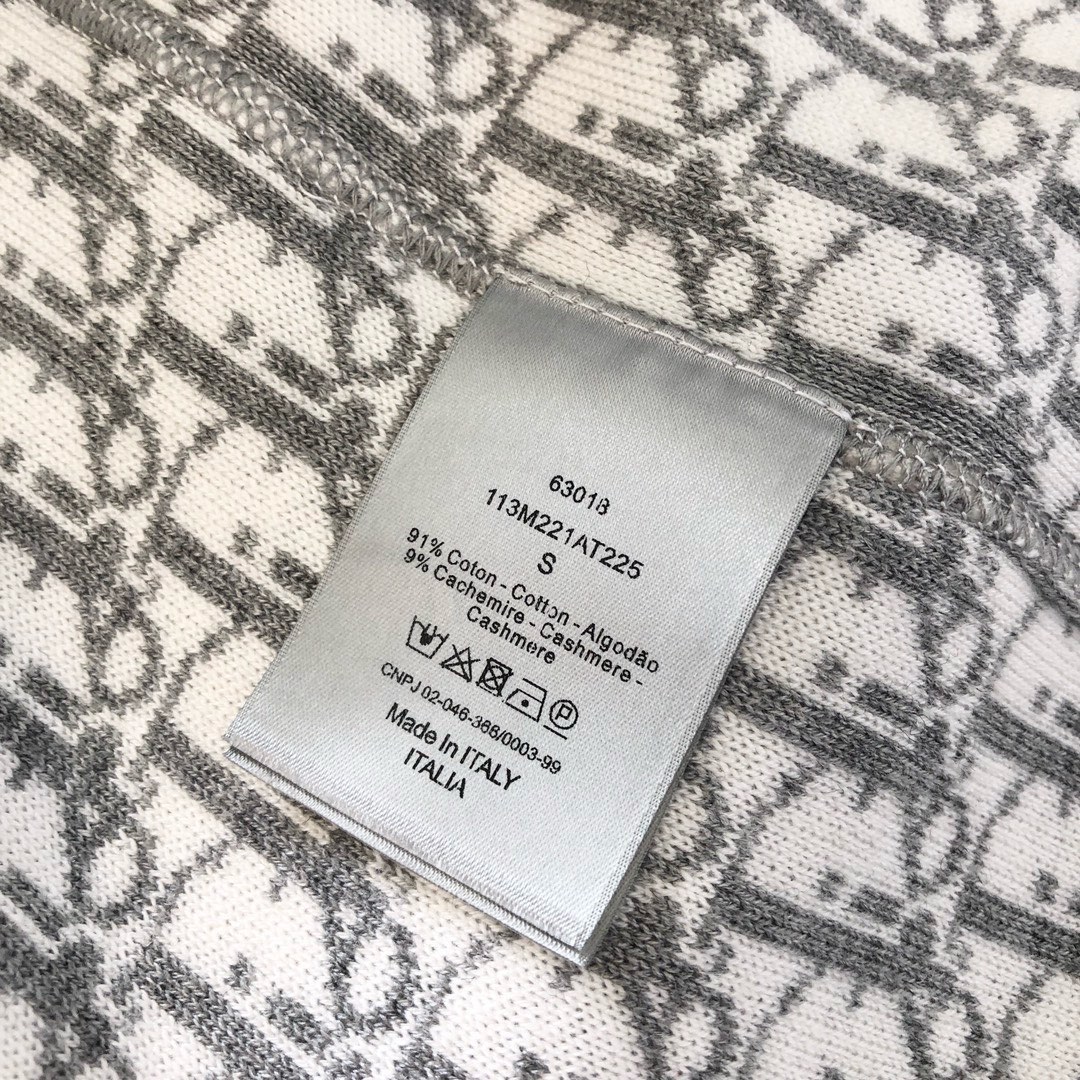 63018
113M221AT225
S
91% Coton - Cotton - Algodão
9% Cachemire - Cashmere -
Cashmere
P
CNPJ 02-046-386/0003-99
Made In ITALY
ITALIA